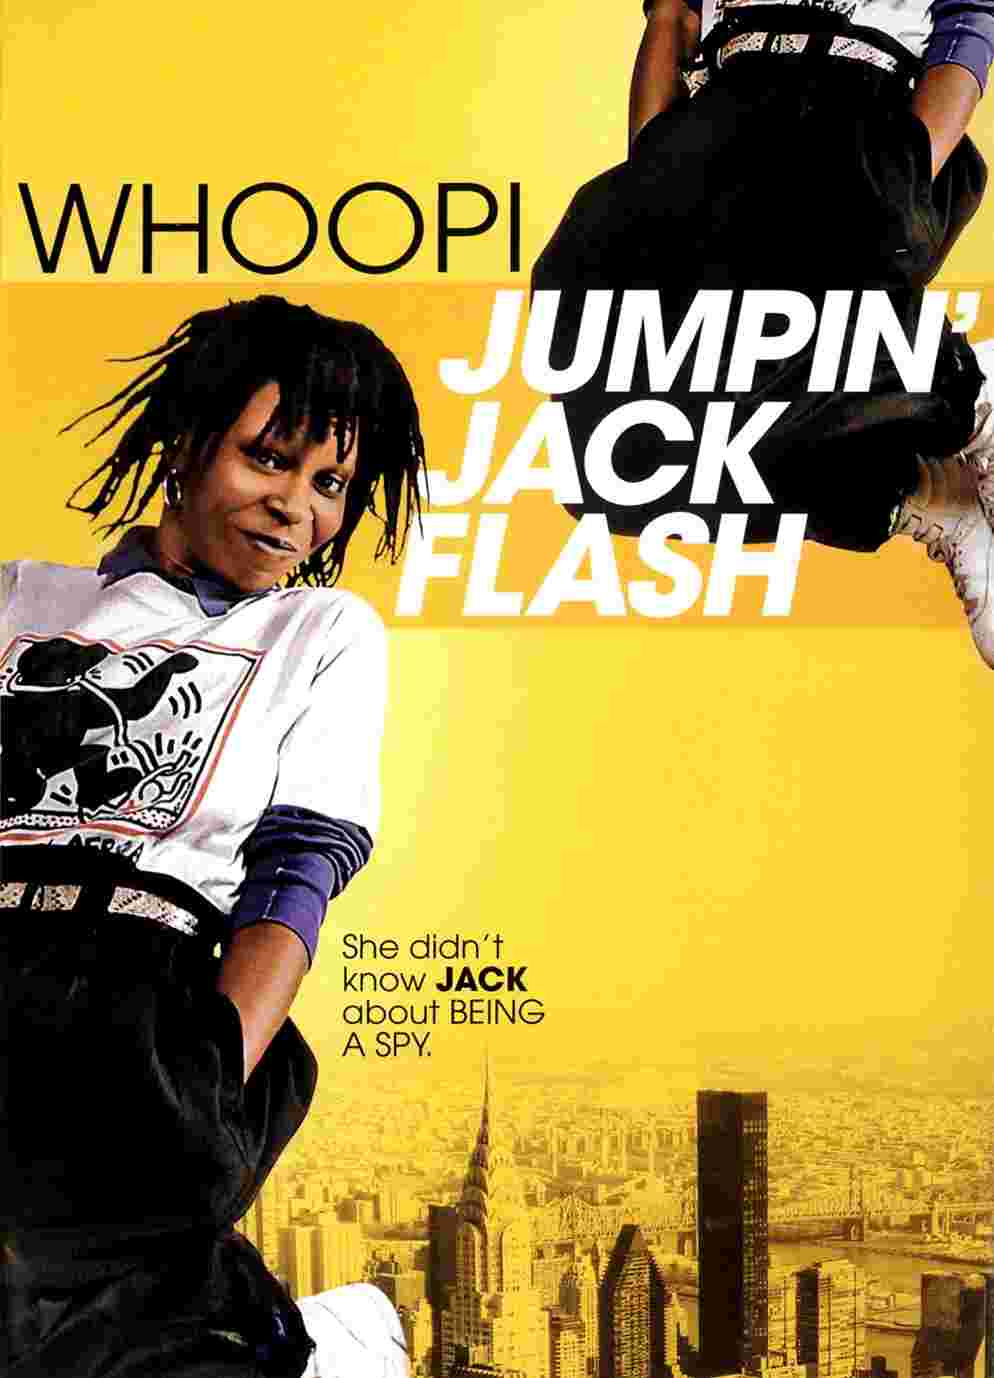 WHOOPI
JUMPIN'
JACK
FLASH
She didn't
know JACK
about BEING
A SPY.